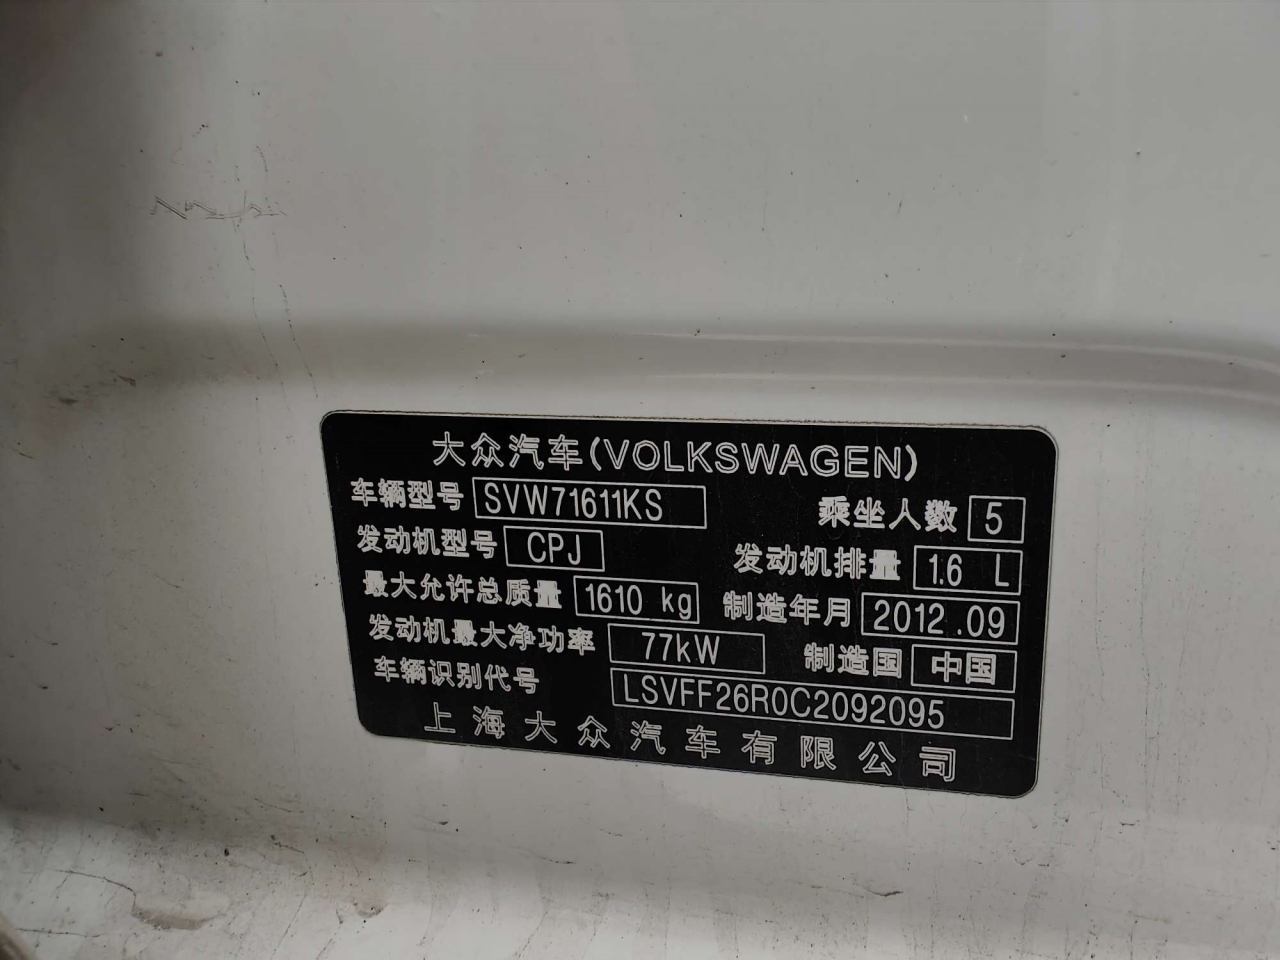 大众汽车(VOLKSWAGEN)
车辆型号 SVW71611KS 乘坐人数 5
发动机型号 CPJ 发动机排量 1.6 L
最大允许总质量 1610 kg 制造年月 2012.09
发动机最大净功率 77kW 制造国 中国
车辆识别代号 LSVFF26R0C2092095
上海大众汽车有限公司